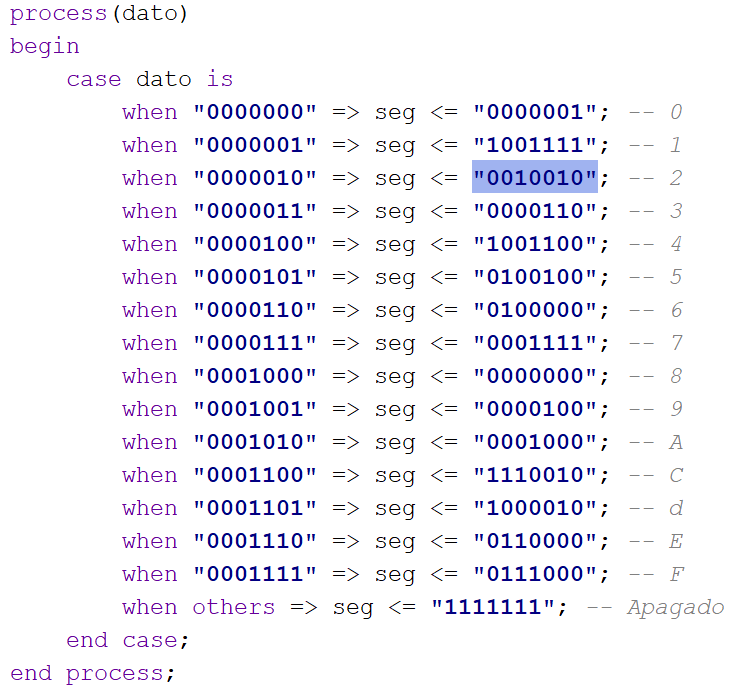 process(dato)
begin
    case dato is
        when "0000000" => seg <= "0000001"; -- 0
        when "0000001" => seg <= "1001111"; -- 1
        when "0000010" => seg <= "0010010"; -- 2
        when "0000011" => seg <= "0000110"; -- 3
        when "0000100" => seg <= "1001100"; -- 4
        when "0000101" => seg <= "0100100"; -- 5
        when "0000110" => seg <= "0100000"; -- 6
        when "0000111" => seg <= "0001111"; -- 7
        when "0001000" => seg <= "0000000"; -- 8
        when "0001001" => seg <= "0000100"; -- 9
        when "0001010" => seg <= "0001000"; -- A
        when "0001100" => seg <= "1110010"; -- C
        when "0001101" => seg <= "1000010"; -- d
        when "0001110" => seg <= "0110000"; -- E
        when "0001111" => seg <= "0111000"; -- F
        when others => seg <= "1111111"; -- Apagado
    end case;
end process;